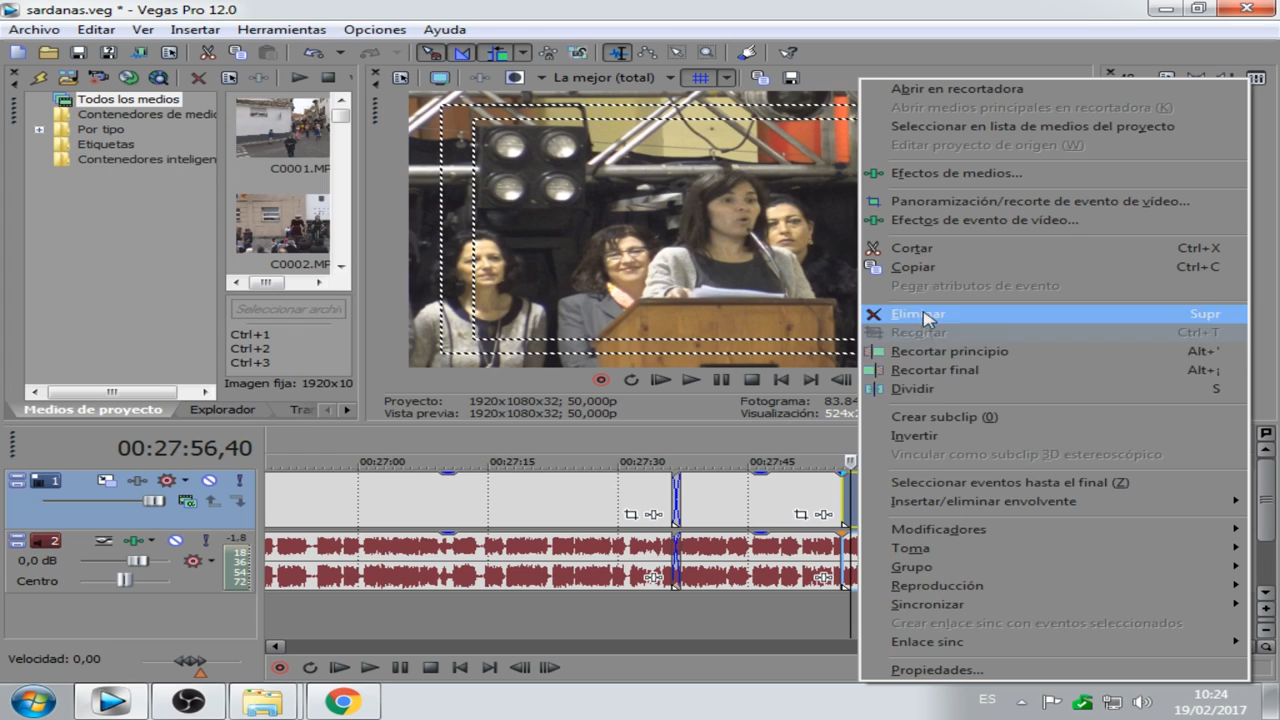 sardanas.veg * - Vegas Pro 12.0
Archivo Editar Ver Insertar Herramientas Opciones Ayuda
La mejor (total)
Todos los medios
Contenedores de medic
Por tipo
Etiquetas
Contenedores inteligen
C0001.MP
C0002.MP
Seleccionar archi
Ctrl+1
Ctrl+2
Ctrl+3
Imagen fija: 1920x10
Medios de proyecto Explorador Trar
Proyecto: 1920x1080x32; 50,000p
Vista previa: 1920x1080x32; 50,000p
Fotograma: 83.84
Visualización: 524x2
Abrir en recortadora
Abrir medios principales en recortadora (K)
Seleccionar en lista de medios del proyecto
Editar proyecto de origen (W)
Efectos de medios...
Panoramización/recorte de evento de vídeo...
Efectos de evento de vídeo...
Cortar Ctrl+X
Copiar Ctrl+C
Pegar atributos de evento
Eliminar Supr
Recortar Ctrl+T
Recortar principio Alt+'
Recortar final Alt+¡
Dividir S
Crear subclip (0)
Invertir
Vincular como subclip 3D estereoscópico
Seleccionar eventos hasta el final (Z)
Insertar/eliminar envolvente
Modificadores
Toma
Grupo
Reproducción
Sincronizar
Crear enlace sinc con eventos seleccionados
Enlace sinc
Propiedades...
00:27:56,40
00:27:00 00:27:15 00:27:30 00:27:45
1
2
-1.8
0,0 dB
Centro
18
36
54
72
Velocidad: 0,00
ES
10:24
19/02/2017